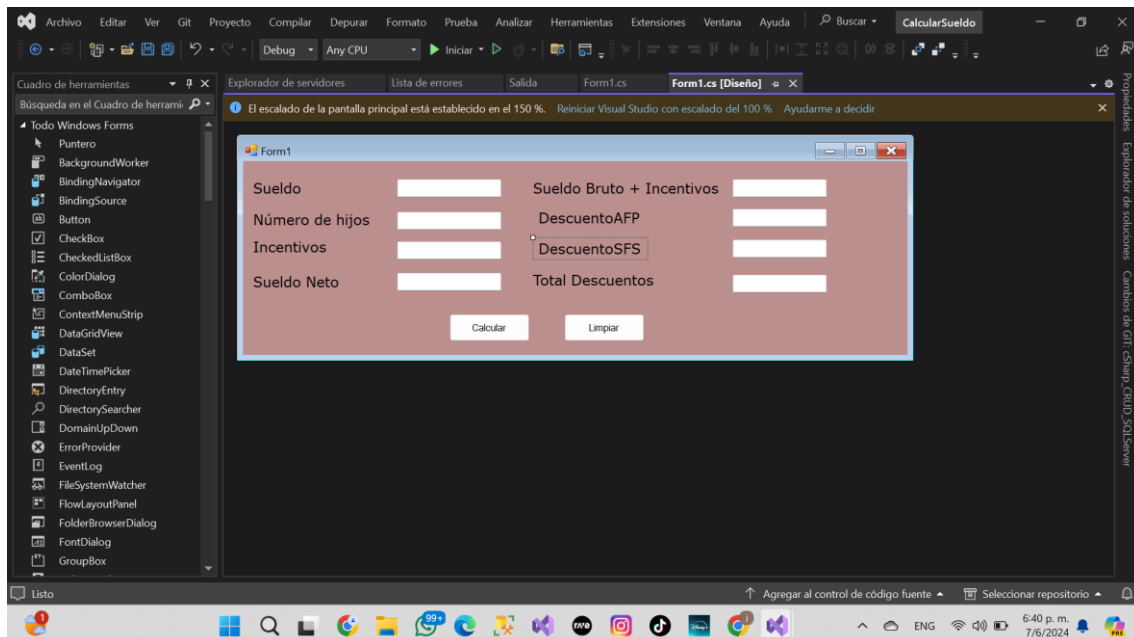 Archivo Editar Ver Git Proyecto Compilar Depurar Formato Prueba Analizar Herramientas Extensiones Ventana Ayuda Buscar CalcularSueldo
Debug Any CPU Iniciar
Cuadro de herramientas
Explorador de servidores Lista de errores Salida Form1.cs Form1.cs [Diseño]
Búsqueda en el Cuadro de herrami
El escalado de la pantalla principal está establecido en el 150 %. Reiniciar Visual Studio con escalado del 100 % Ayudarme a decidir
Todo Windows Forms
Puntero
BackgroundWorker
BindingNavigator
BindingSource
Button
CheckBox
CheckedListBox
ColorDialog
ComboBox
ContextMenuStrip
DataGridView
DataSet
DateTimePicker
DirectoryEntry
DirectorySearcher
DomainUpDown
ErrorProvider
EventLog
FileSystemWatcher
FlowLayoutPanel
FolderBrowserDialog
FontDialog
GroupBox
Form1
Sueldo
Sueldo Bruto + Incentivos
Número de hijos
DescuentoAFP
Incentivos
DescuentoSFS
Sueldo Neto
Total Descuentos
Calcular
Limpiar
Propiedades
Explorador de soluciones
Cambios de GIT: cSharp_CRUD_SQLServer
Listo
Agregar al control de código fuente
Seleccionar repositorio
99+
ENG
6:40 p. m.
7/6/2024
PRE